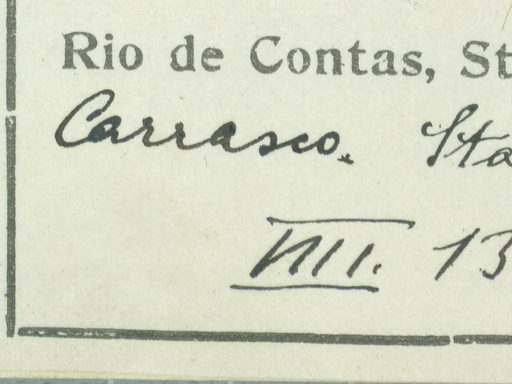 Rio de Contas, St
Carrasco. Sta
VIII. 13